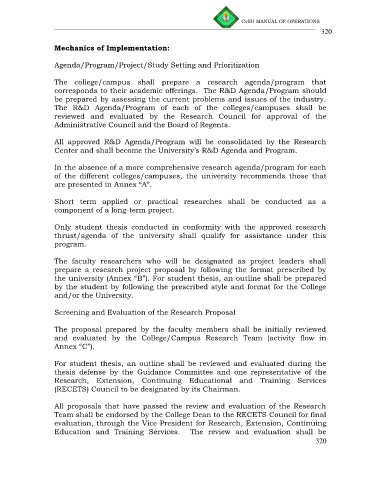 CvSU MANUAL OF OPERATIONS
320
Mechanics of Implementation:
Agenda/Program/Project/Study Setting and Prioritization
The college/campus shall prepare a research agenda/program that
corresponds to their academic offerings. The R&D Agenda/Program should
be prepared by assessing the current problems and issues of the industry.
The R&D Agenda/Program of each of the colleges/campuses shall be
reviewed and evaluated by the Research Council for approval of the
Administrative Council and the Board of Regents.
All approved R&D Agenda/Program will be consolidated by the Research
Center and shall become the University's R&D Agenda and Program.
In the absence of a more comprehensive research agenda/program for each
of the different colleges/campuses, the university recommends those that
are presented in Annex “A”.
Short term applied or practical researches shall be conducted as a
component of a long-term project.
Only student thesis conducted in conformity with the approved research
thrust/agenda of the university shall qualify for assistance under this
program.
The faculty researchers who will be designated as project leaders shall
prepare a research project proposal by following the format prescribed by
the university (Annex “B”). For student thesis, an outline shall be prepared
by the student by following the prescribed style and format for the College
and/or the University.
Screening and Evaluation of the Research Proposal
The proposal prepared by the faculty members shall be initially reviewed
and evaluated by the College/Campus Research Team (activity flow in
Annex “C”).
For student thesis, an outline shall be reviewed and evaluated during the
thesis defense by the Guidance Committee and one representative of the
Research, Extension, Continuing Educational and Training Services
(RECETS) Council to be designated by its Chairman.
All proposals that have passed the review and evaluation of the Research
Team shall be endorsed by the College Dean to the RECETS Council for final
evaluation, through the Vice President for Research, Extension, Continuing
Education and Training Services. The review and evaluation shall be
320